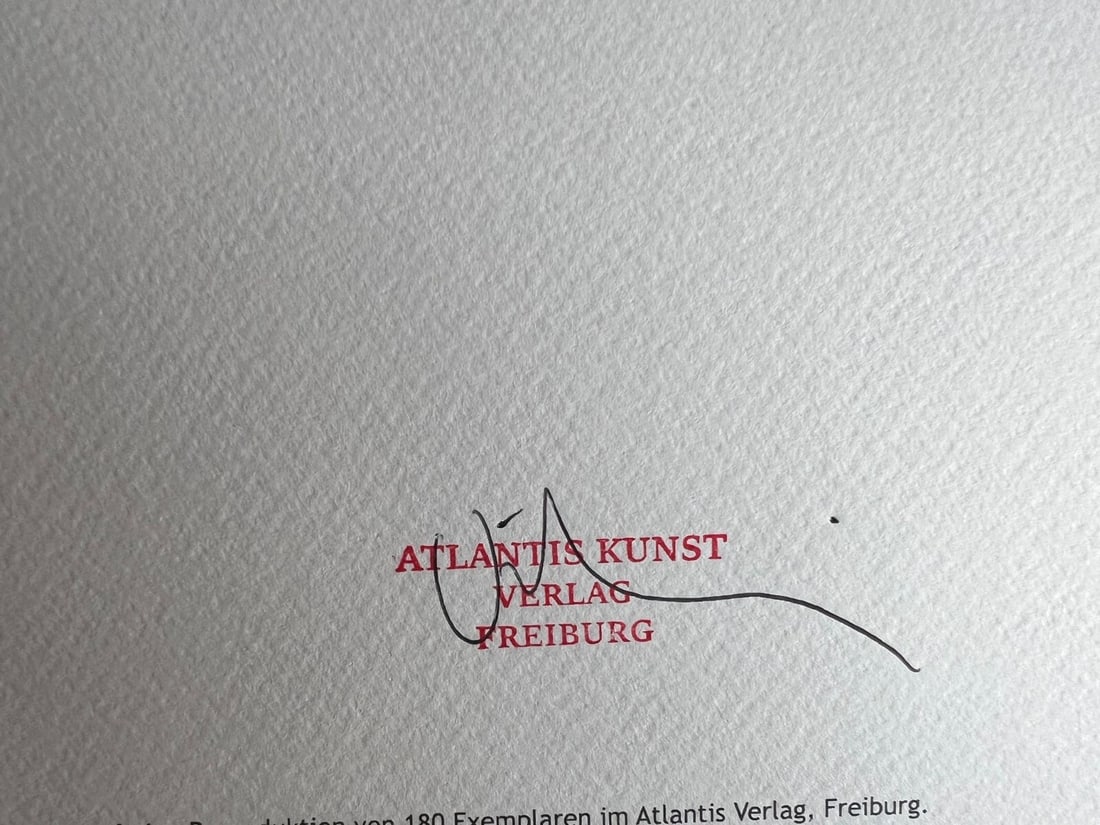 ATLANTIS KUNST
VERLAG
FREIBURG
von 180 Exemplaren im Atlantis Verlag, Freiburg.